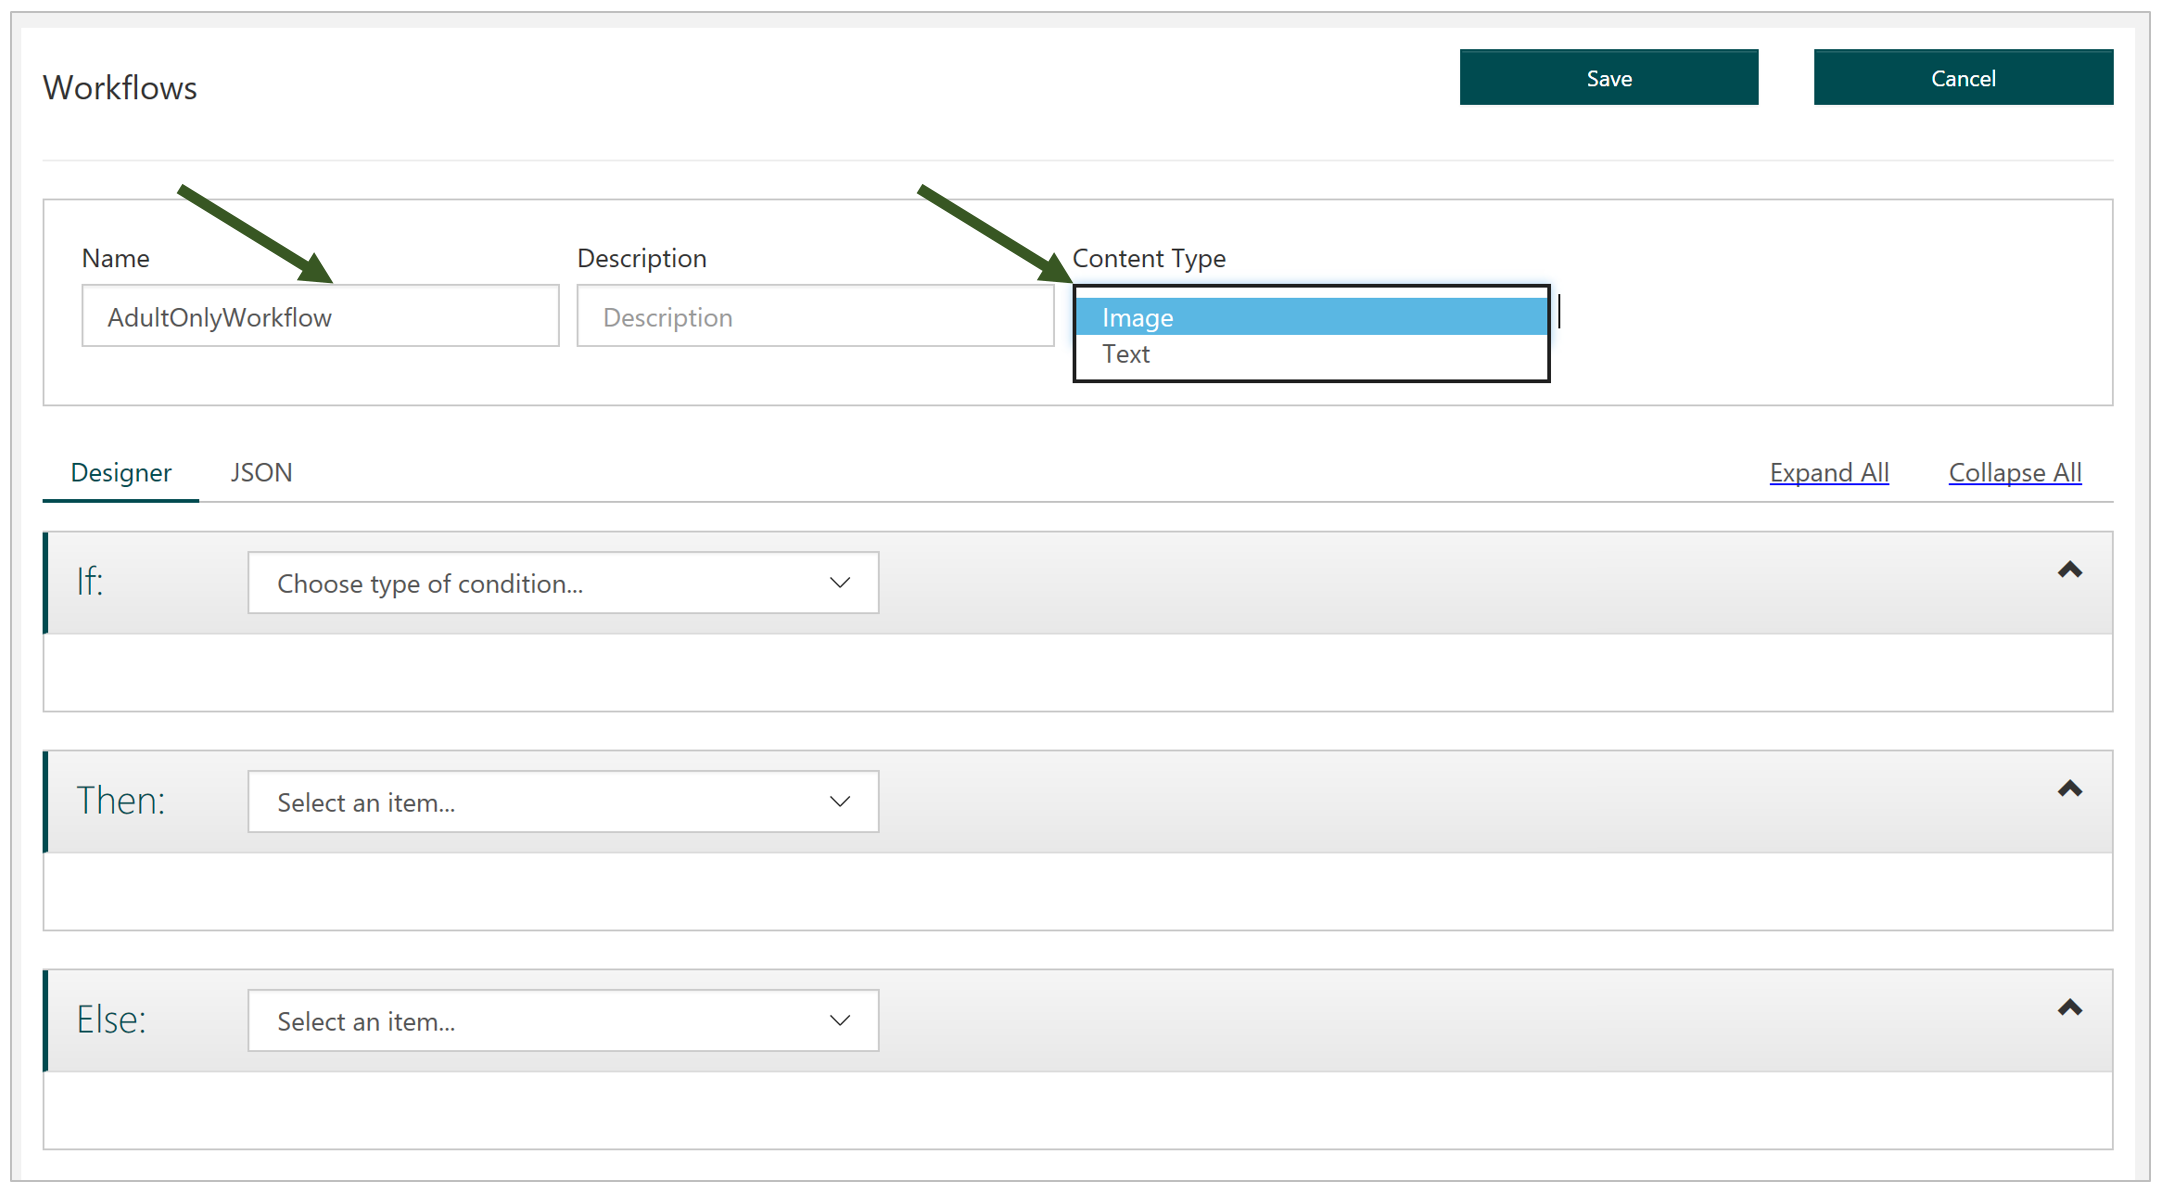 Workflows
Save
Cancel
Name
Description
Content Type
AdultOnlyWorkflow
Description
Image
Text
Designer
JSON
Expand All
Collapse All
If:
Choose type of condition...
Then:
Select an item...
Else:
Select an item...